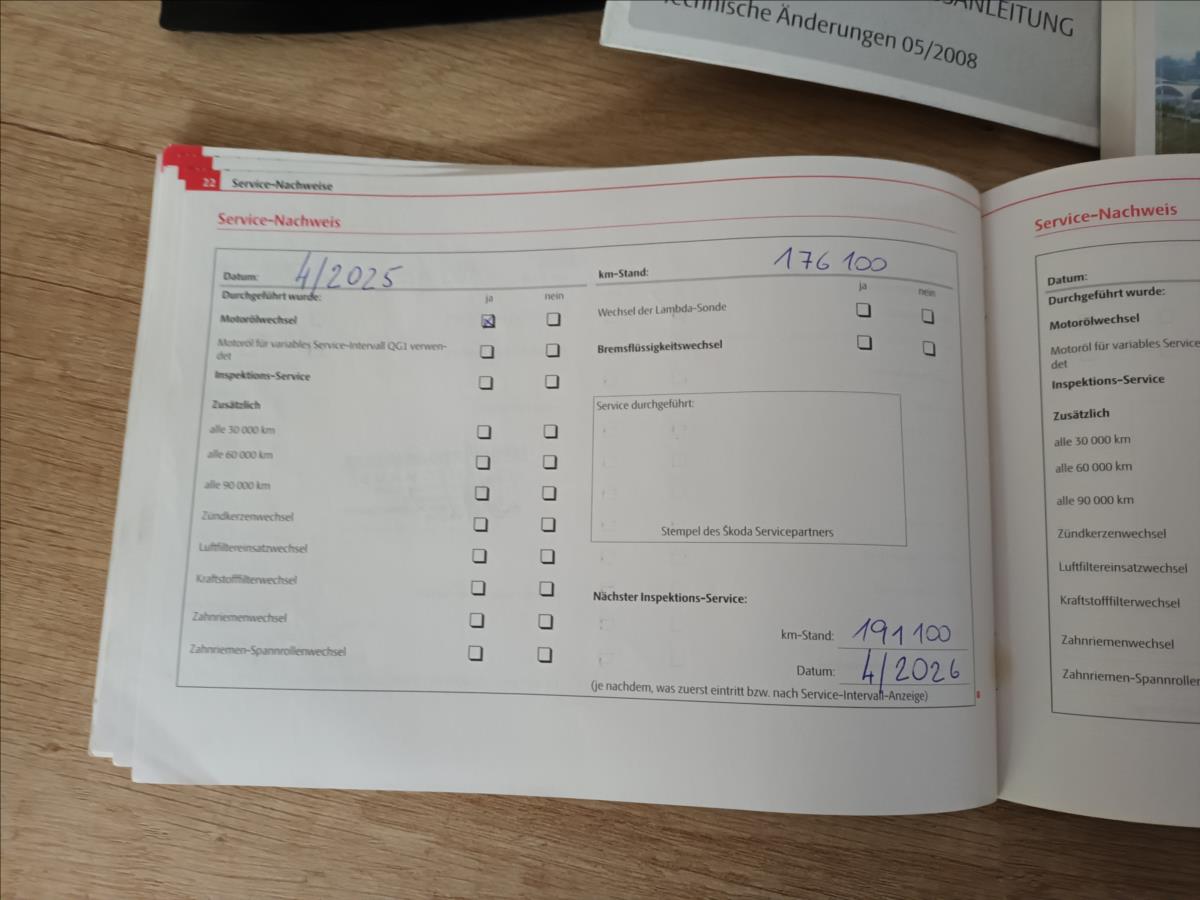 SANLEITUNG
Technische Änderungen 05/2008
22 Service-Nachweise
Service-Nachweis
Datum: 4/2025
km-Stand: 176 100
Durchgeführt wurde: ja nein
ja nein
Motorölwechsel
Wechsel der Lambda-Sonde
Motoröl für variables Service-Intervall QG1 verwen-
det
Bremsflüssigkeitswechsel
Inspektions-Service
Zusätzlich
alle 30 000 km
alle 60 000 km
alle 90 000 km
Zündkerzenwechsel
Luftfiltereinsatzwechsel
Kraftstofffilterwechsel
Zahnriemenwechsel
Zahnriemen-Spannrollenwechsel
Service durchgeführt:
Stempel des Škoda Servicepartners
Nächster Inspektions-Service:
km-Stand: 191 100
Datum: 4/2026
(je nachdem, was zuerst eintritt bzw. nach Service-Intervall-Anzeige)
Service-Nachweis
Datum:
Durchgeführt wurde:
Motorölwechsel
Motoröl für variables Service
det
Inspektions-Service
Zusätzlich
alle 30 000 km
alle 60 000 km
alle 90 000 km
Zündkerzenwechsel
Luftfiltereinsatzwechsel
Kraftstofffilterwechsel
Zahnriemenwechsel
Zahnriemen-Spannroller